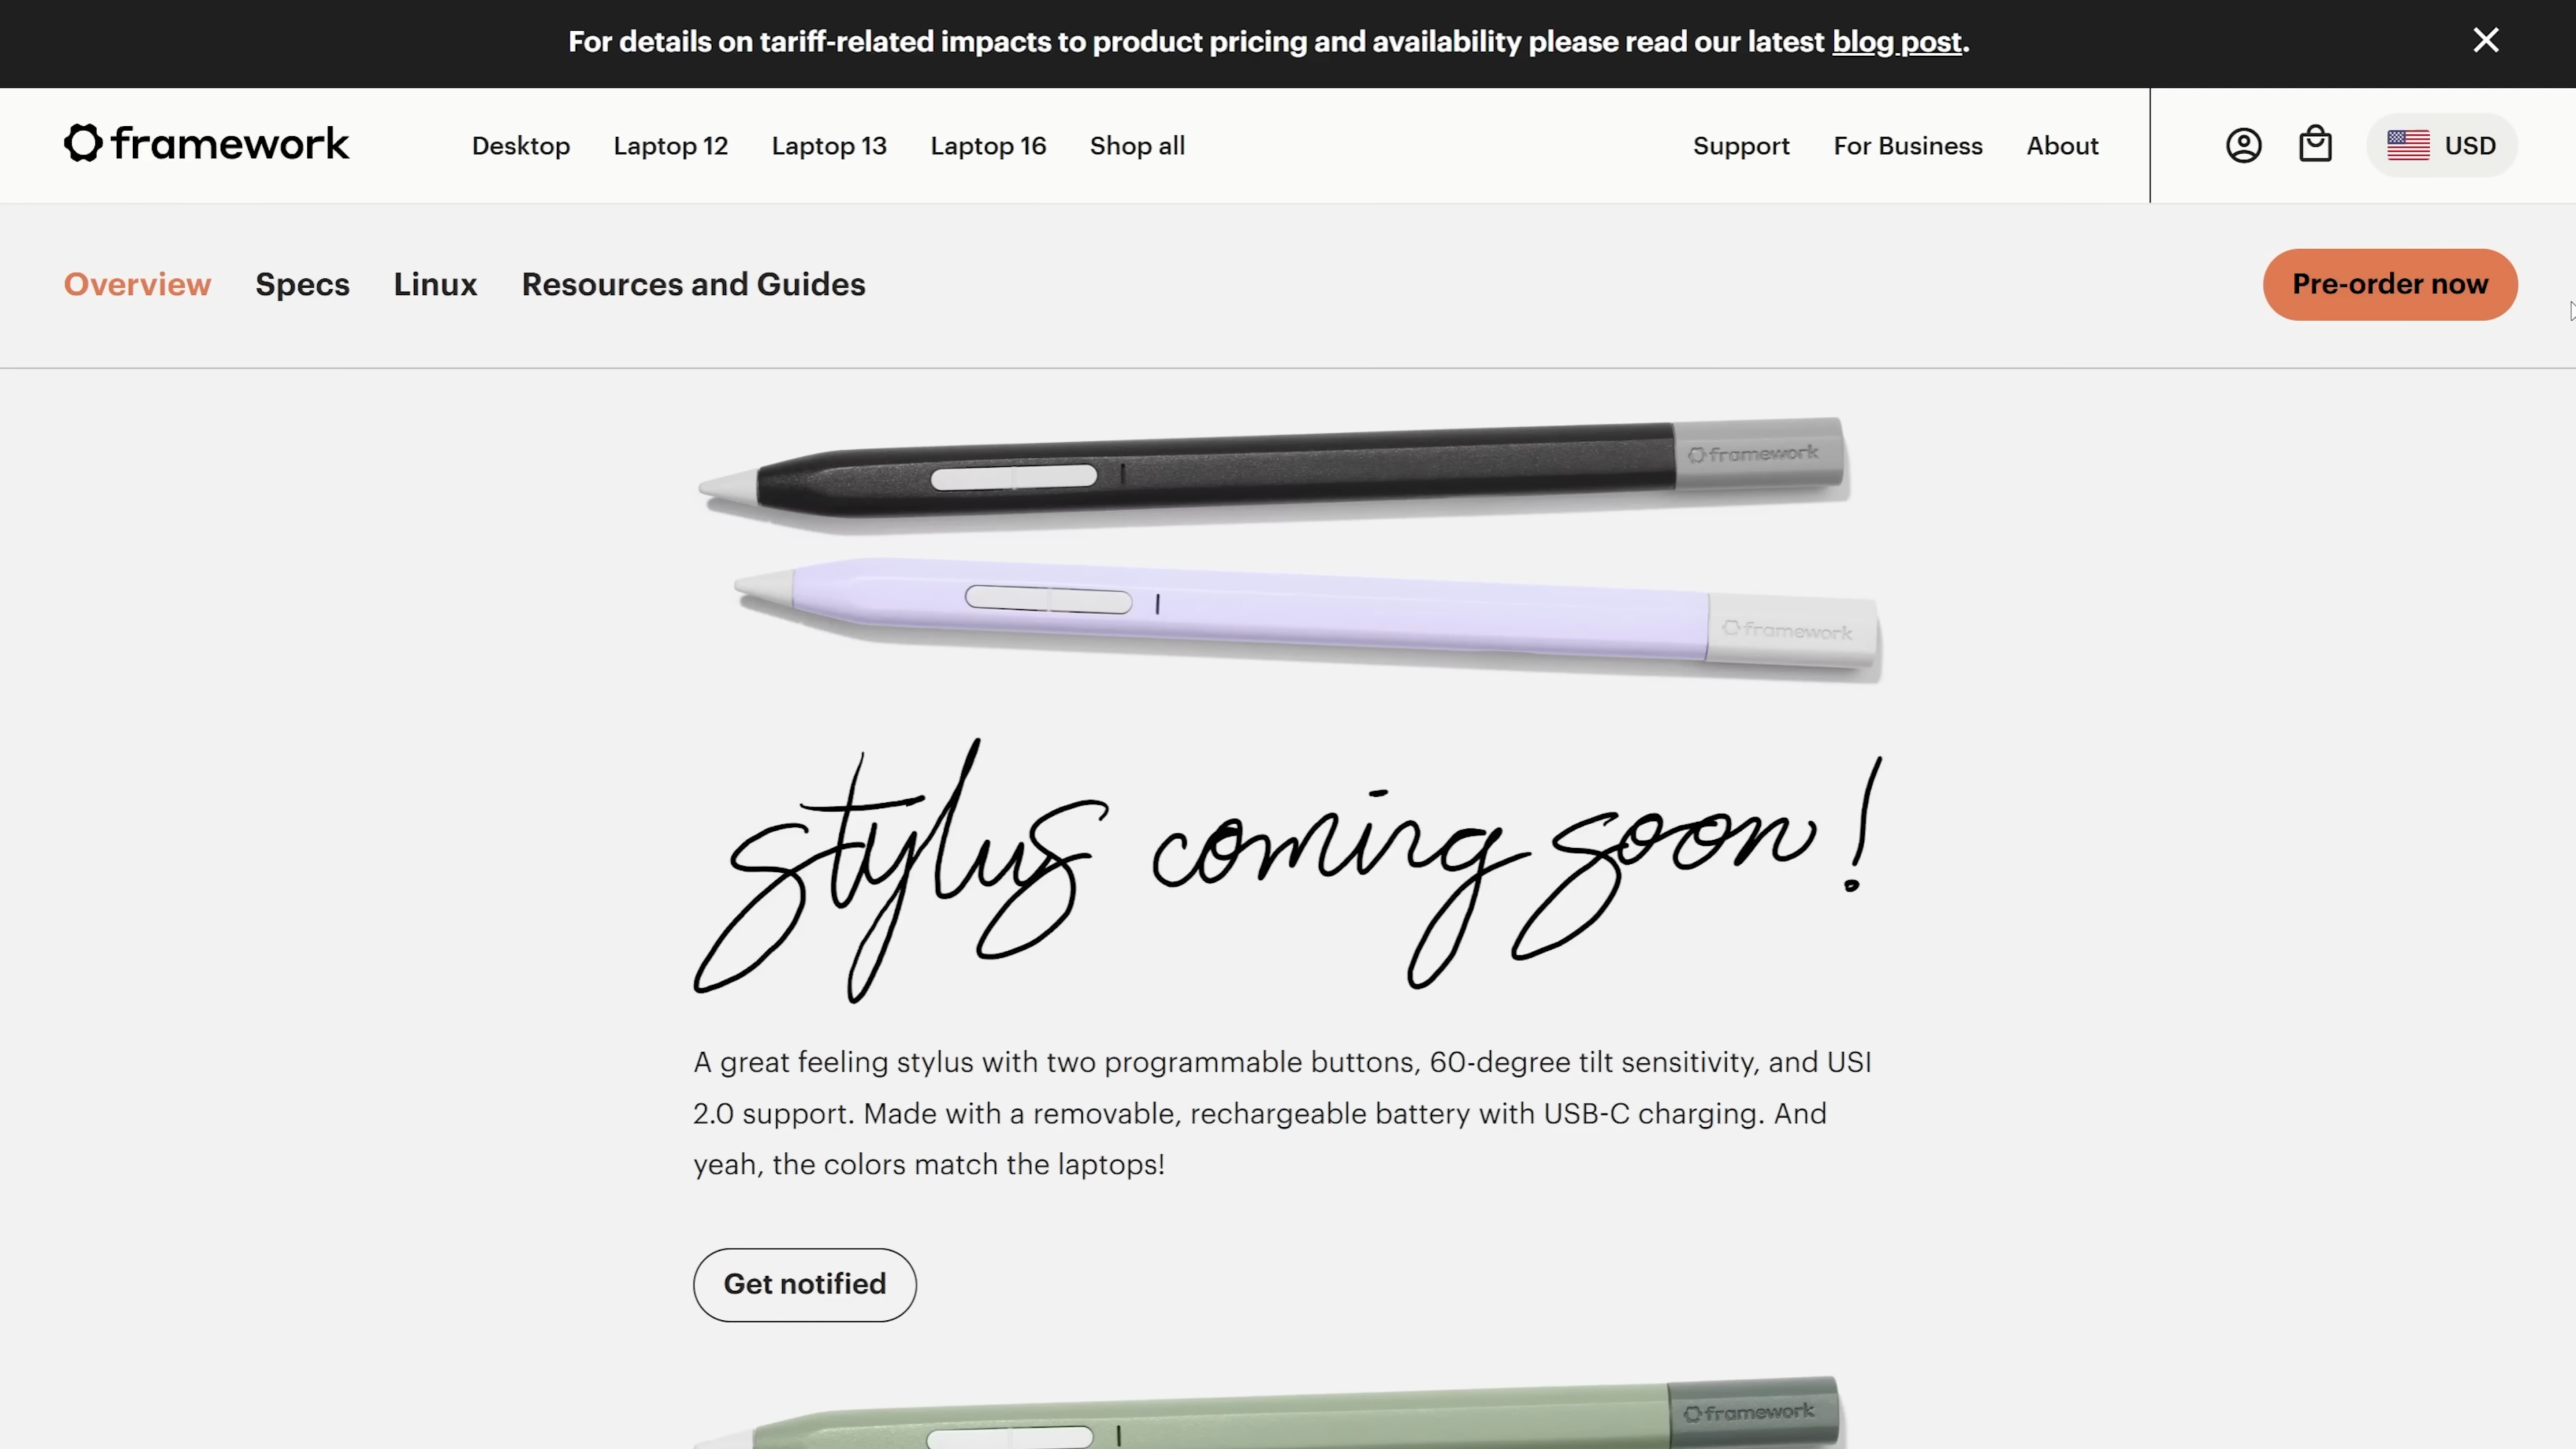 For details on tariff-related impacts to product pricing and availability please read our latest blog post.
framework
Desktop
Laptop 12
Laptop 13
Laptop 16
Shop all
Support
For Business
About
USD
Overview
Specs
Linux
Resources and Guides
Pre-order now
framework
framework
stylus coming soon!
A great feeling stylus with two programmable buttons, 60-degree tilt sensitivity, and USI
2.0 support. Made with a removable, rechargeable battery with USB-C charging. And
yeah, the colors match the laptops!
Get notified
framework